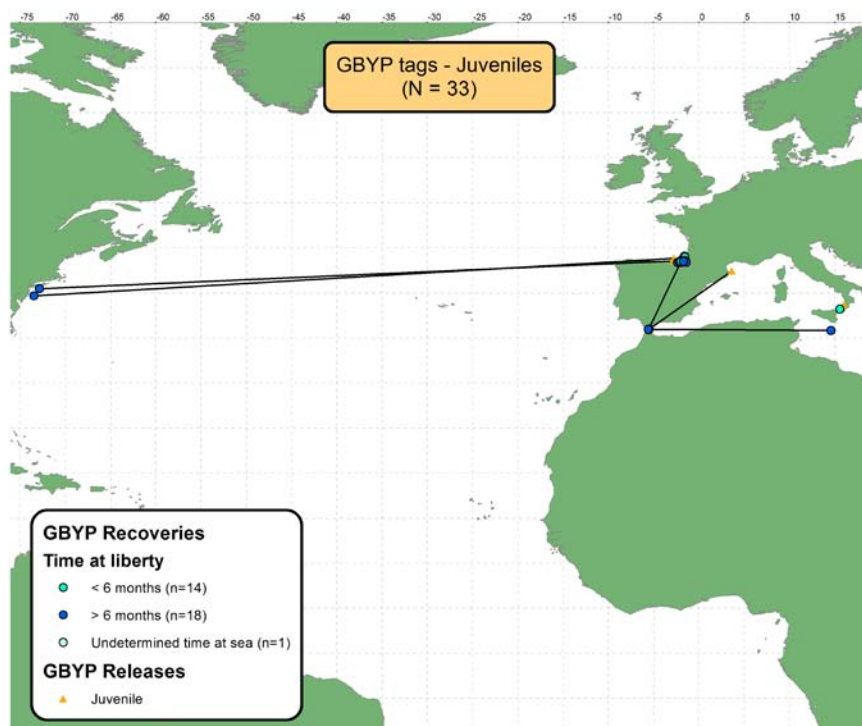 -75 -70 -65 -60 -55 -50 -45 -40 -35 -30 -25 -20 -15 -10 -5 0 5 10 15
GBYP tags - Juveniles
(N = 33)
GBYP Recoveries
Time at liberty
< 6 months (n=14)
> 6 months (n=18)
Undetermined time at sea (n=1)
GBYP Releases
Juvenile